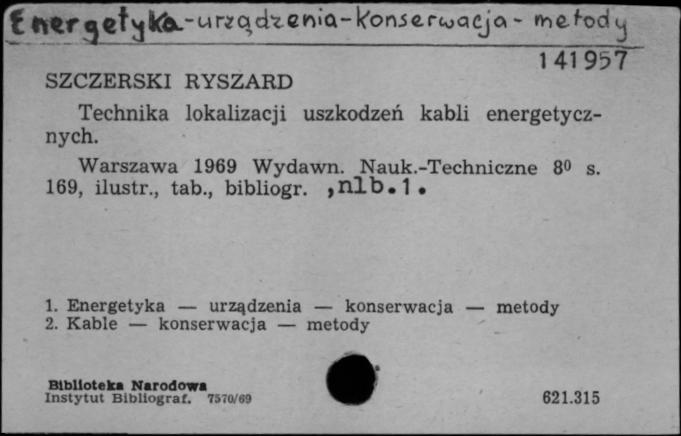 Energetyka-urządzenia-konserwacja- metody
141957
SZCZERSKI RYSZARD
Technika lokalizacji uszkodzeń kabli energetycz-
nych.
Warszawa 1969 Wydawn. Nauk.-Techniczne 8⁰ s.
169, ilustr., tab., bibliogr. ,nlb.1.
1. Energetyka — urządzenia — konserwacja — metody
2. Kable — konserwacja — metody
Biblioteka Narodowa
Instytut Bibliograf. 7570/69
621.315